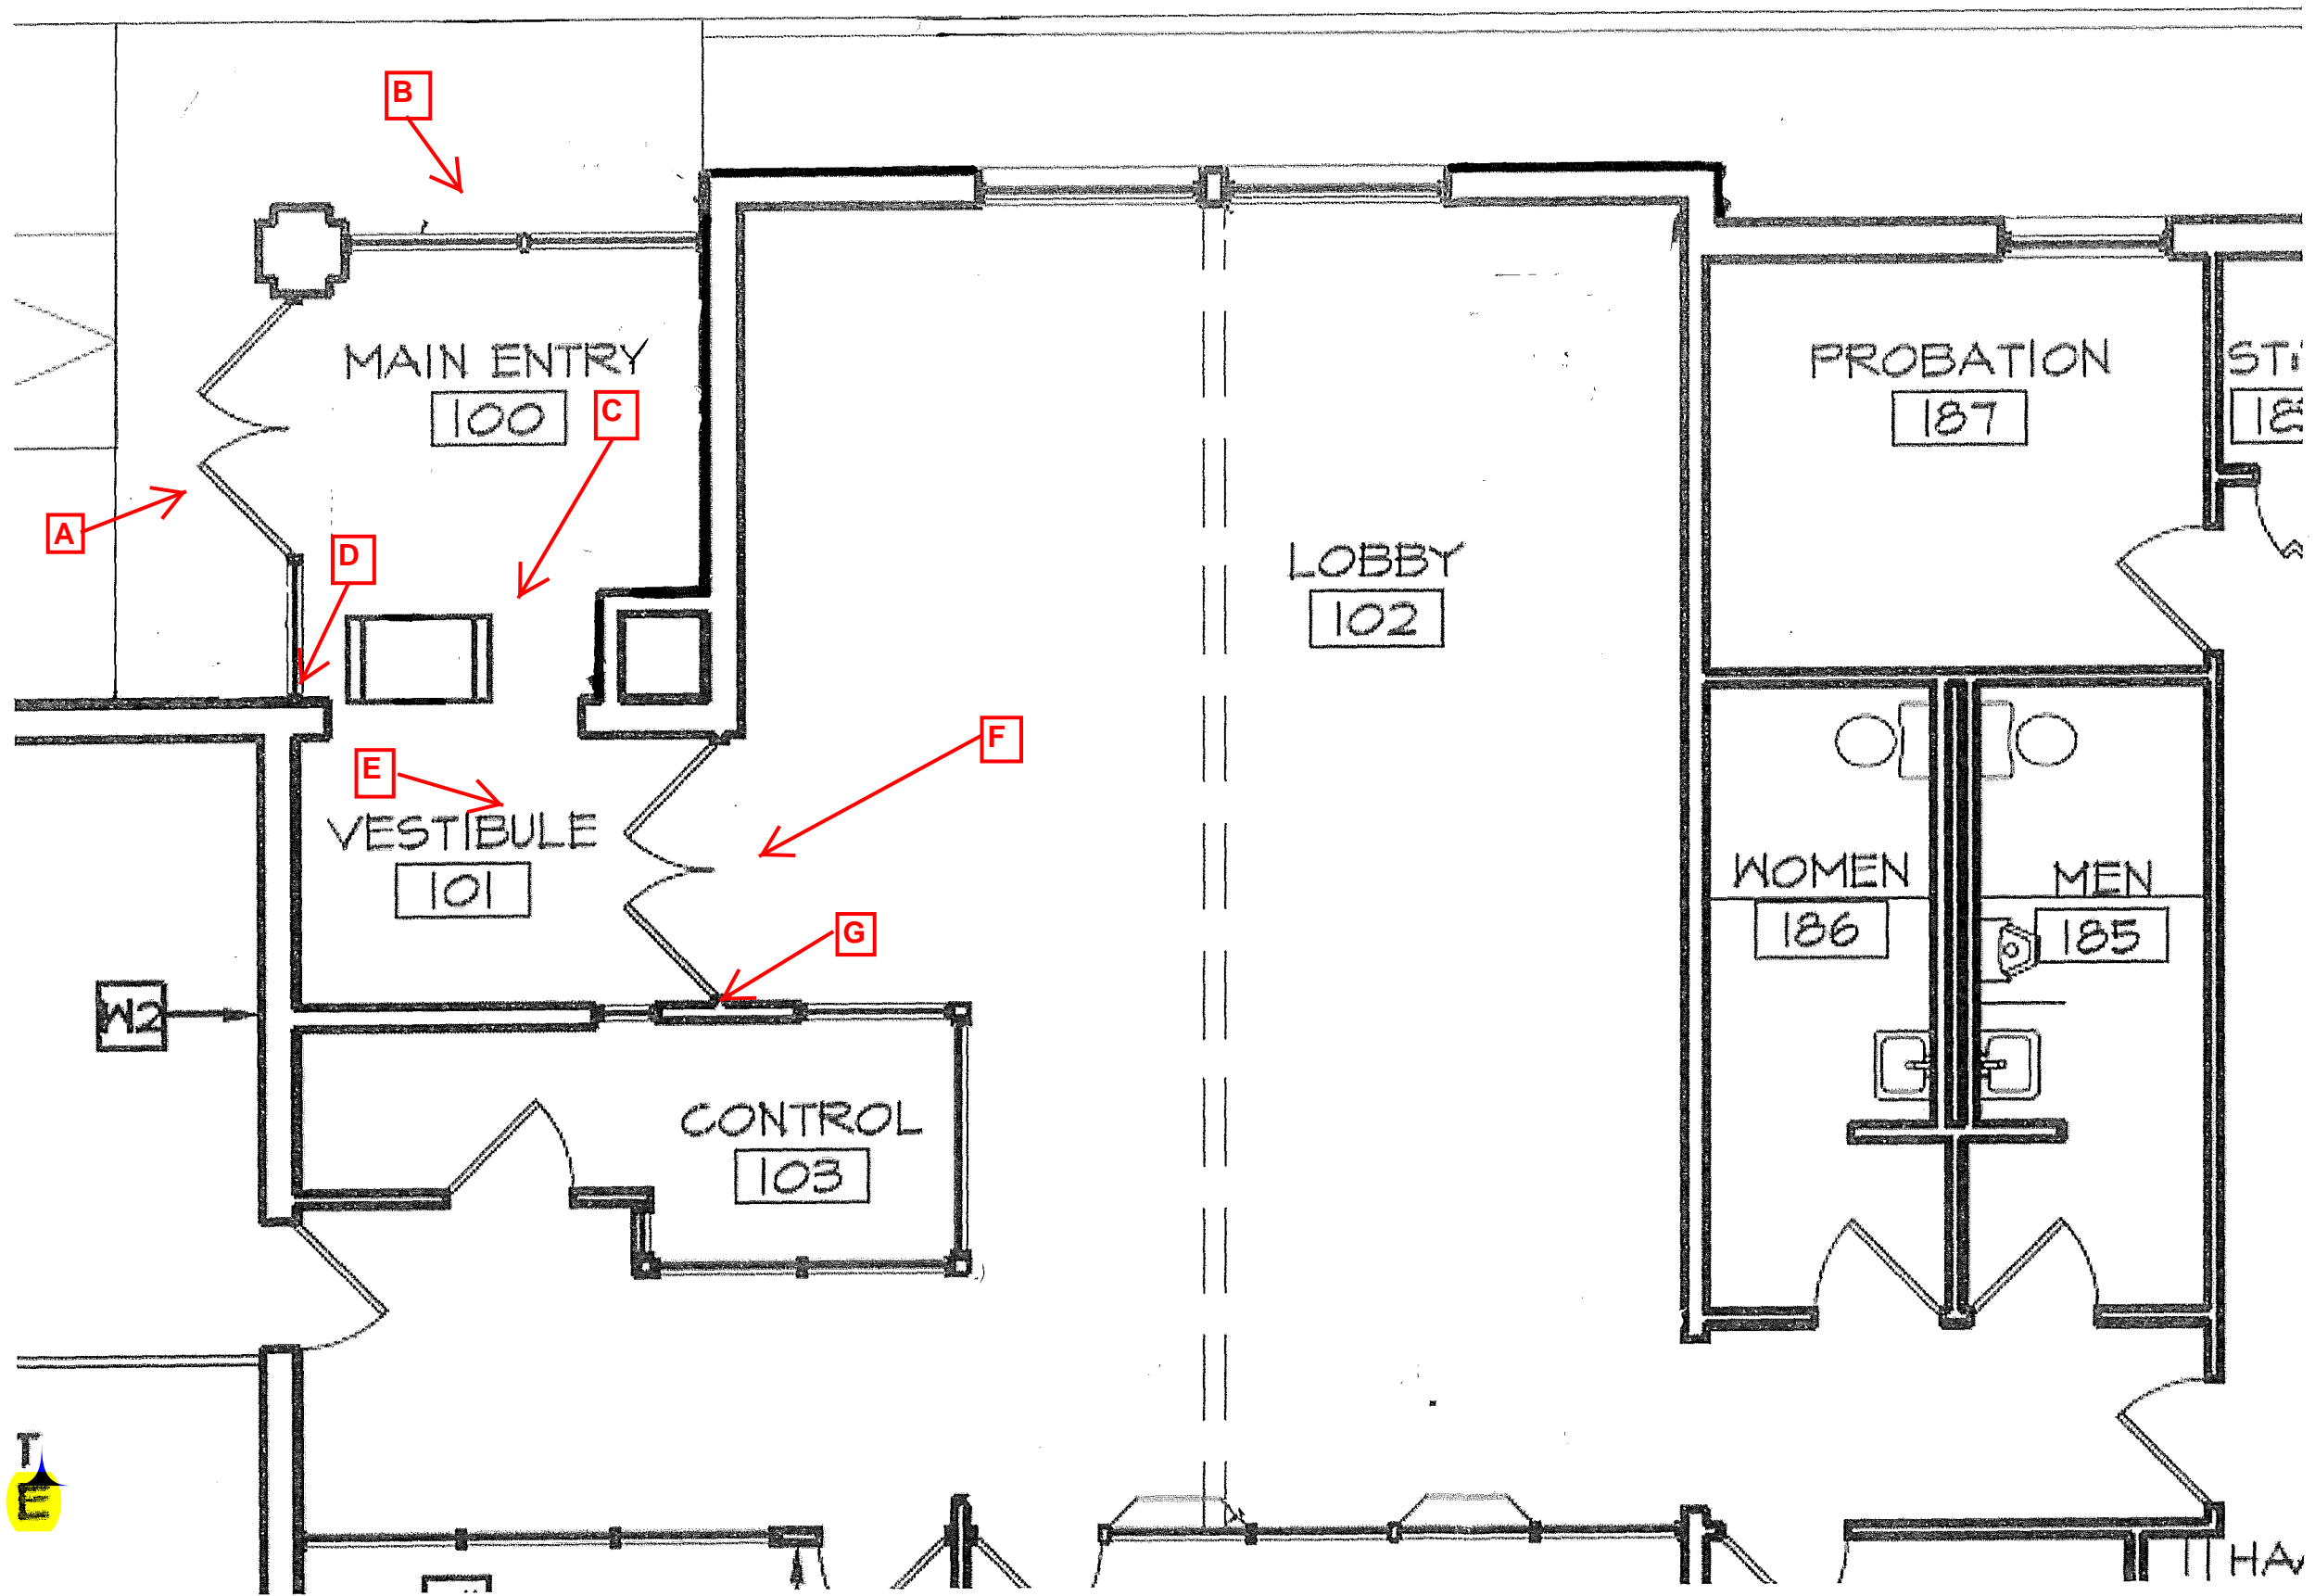 B
MAIN ENTRY
100
C
A
D
PROBATION
187
LOBBY
102
F
E
VESTIBULE
101
G
WOMEN
186
MEN
185
W2
CONTROL
103
T
E